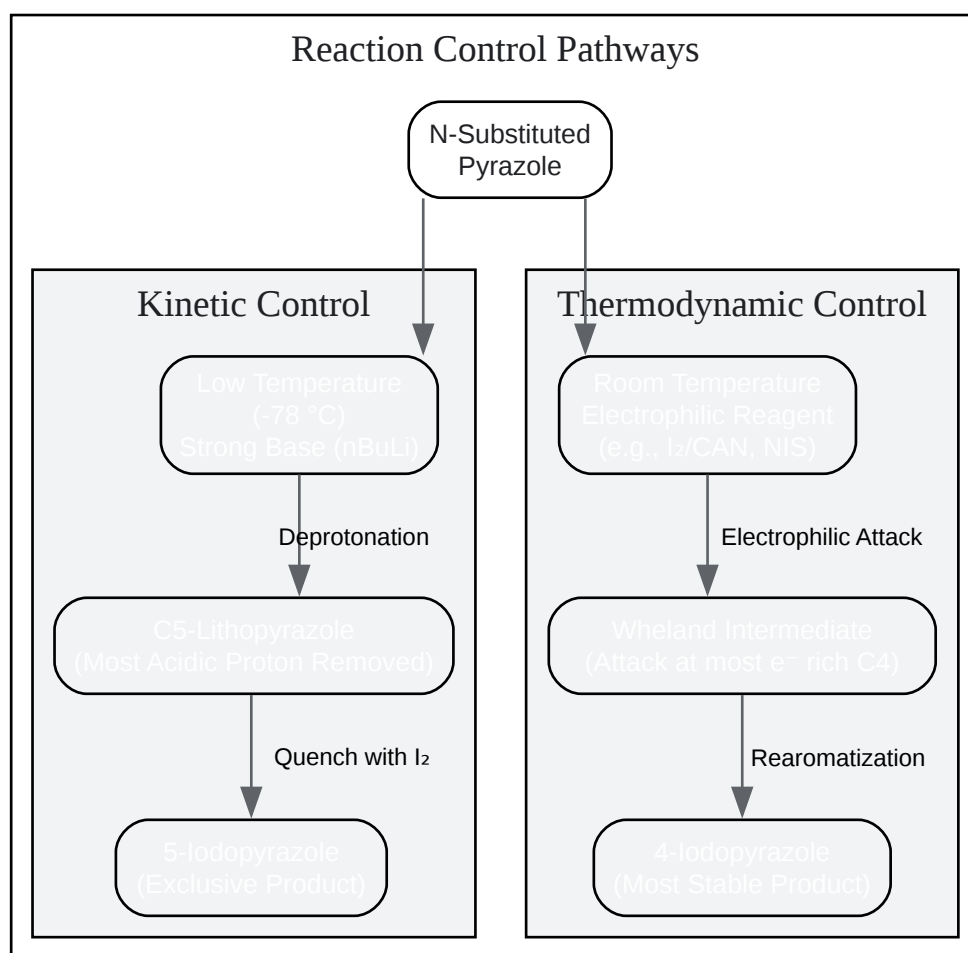 Reaction Control Pathways
N-Substituted
Pyrazole
Kinetic Control
Low Temperature
(-78 °C)
Strong Base (nBuLi)
Deprotonation
C5-Lithopyrazole
(Most Acidic Proton Removed)
Quench with I₂
5-Iodopyrazole
(Exclusive Product)
Thermodynamic Control
Room Temperature
Electrophilic Reagent
(e.g., I₂/CAN, NIS)
Electrophilic Attack
Wheland Intermediate
(Attack at most e⁻ rich C4)
Rearomatization
4-Iodopyrazole
(Most Stable Product)